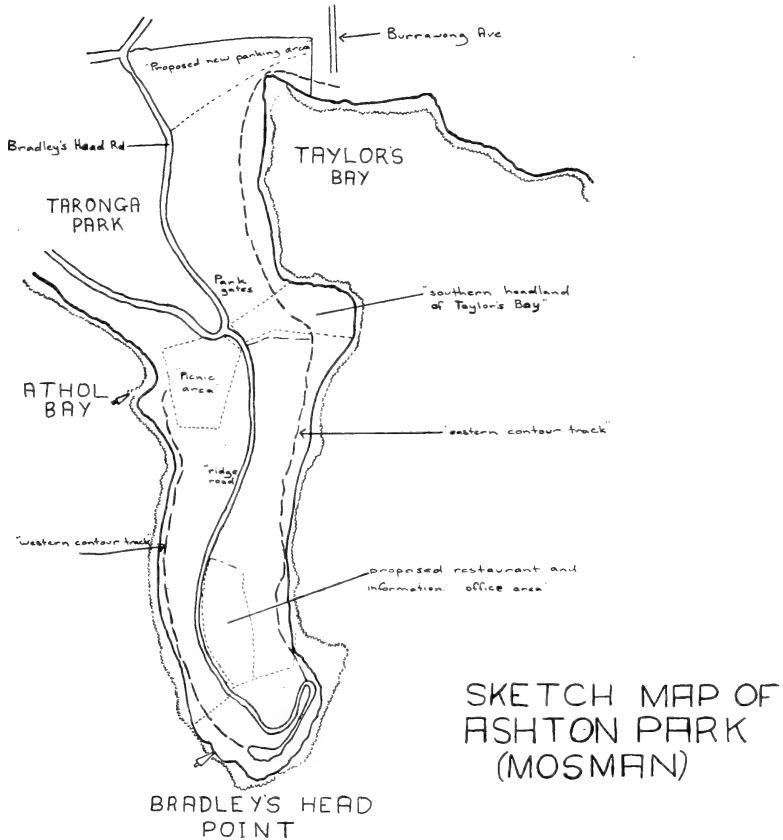 Burrawong Ave
"Proposed new parking area"
Bradley's Head Rd
TAYLOR'S
BAY
TARONGA
PARK
Park
gates
"southern headland
of Taylor's Bay"
Picnic
area
ATHOL
BAY
"eastern contour track"
"ridge
road"
"western contour track"
proposed restaurant and
information office area"
SKETCH MAP OF
ASHTON PARK
(MOSMAN)
BRADLEY'S HEAD
POINT